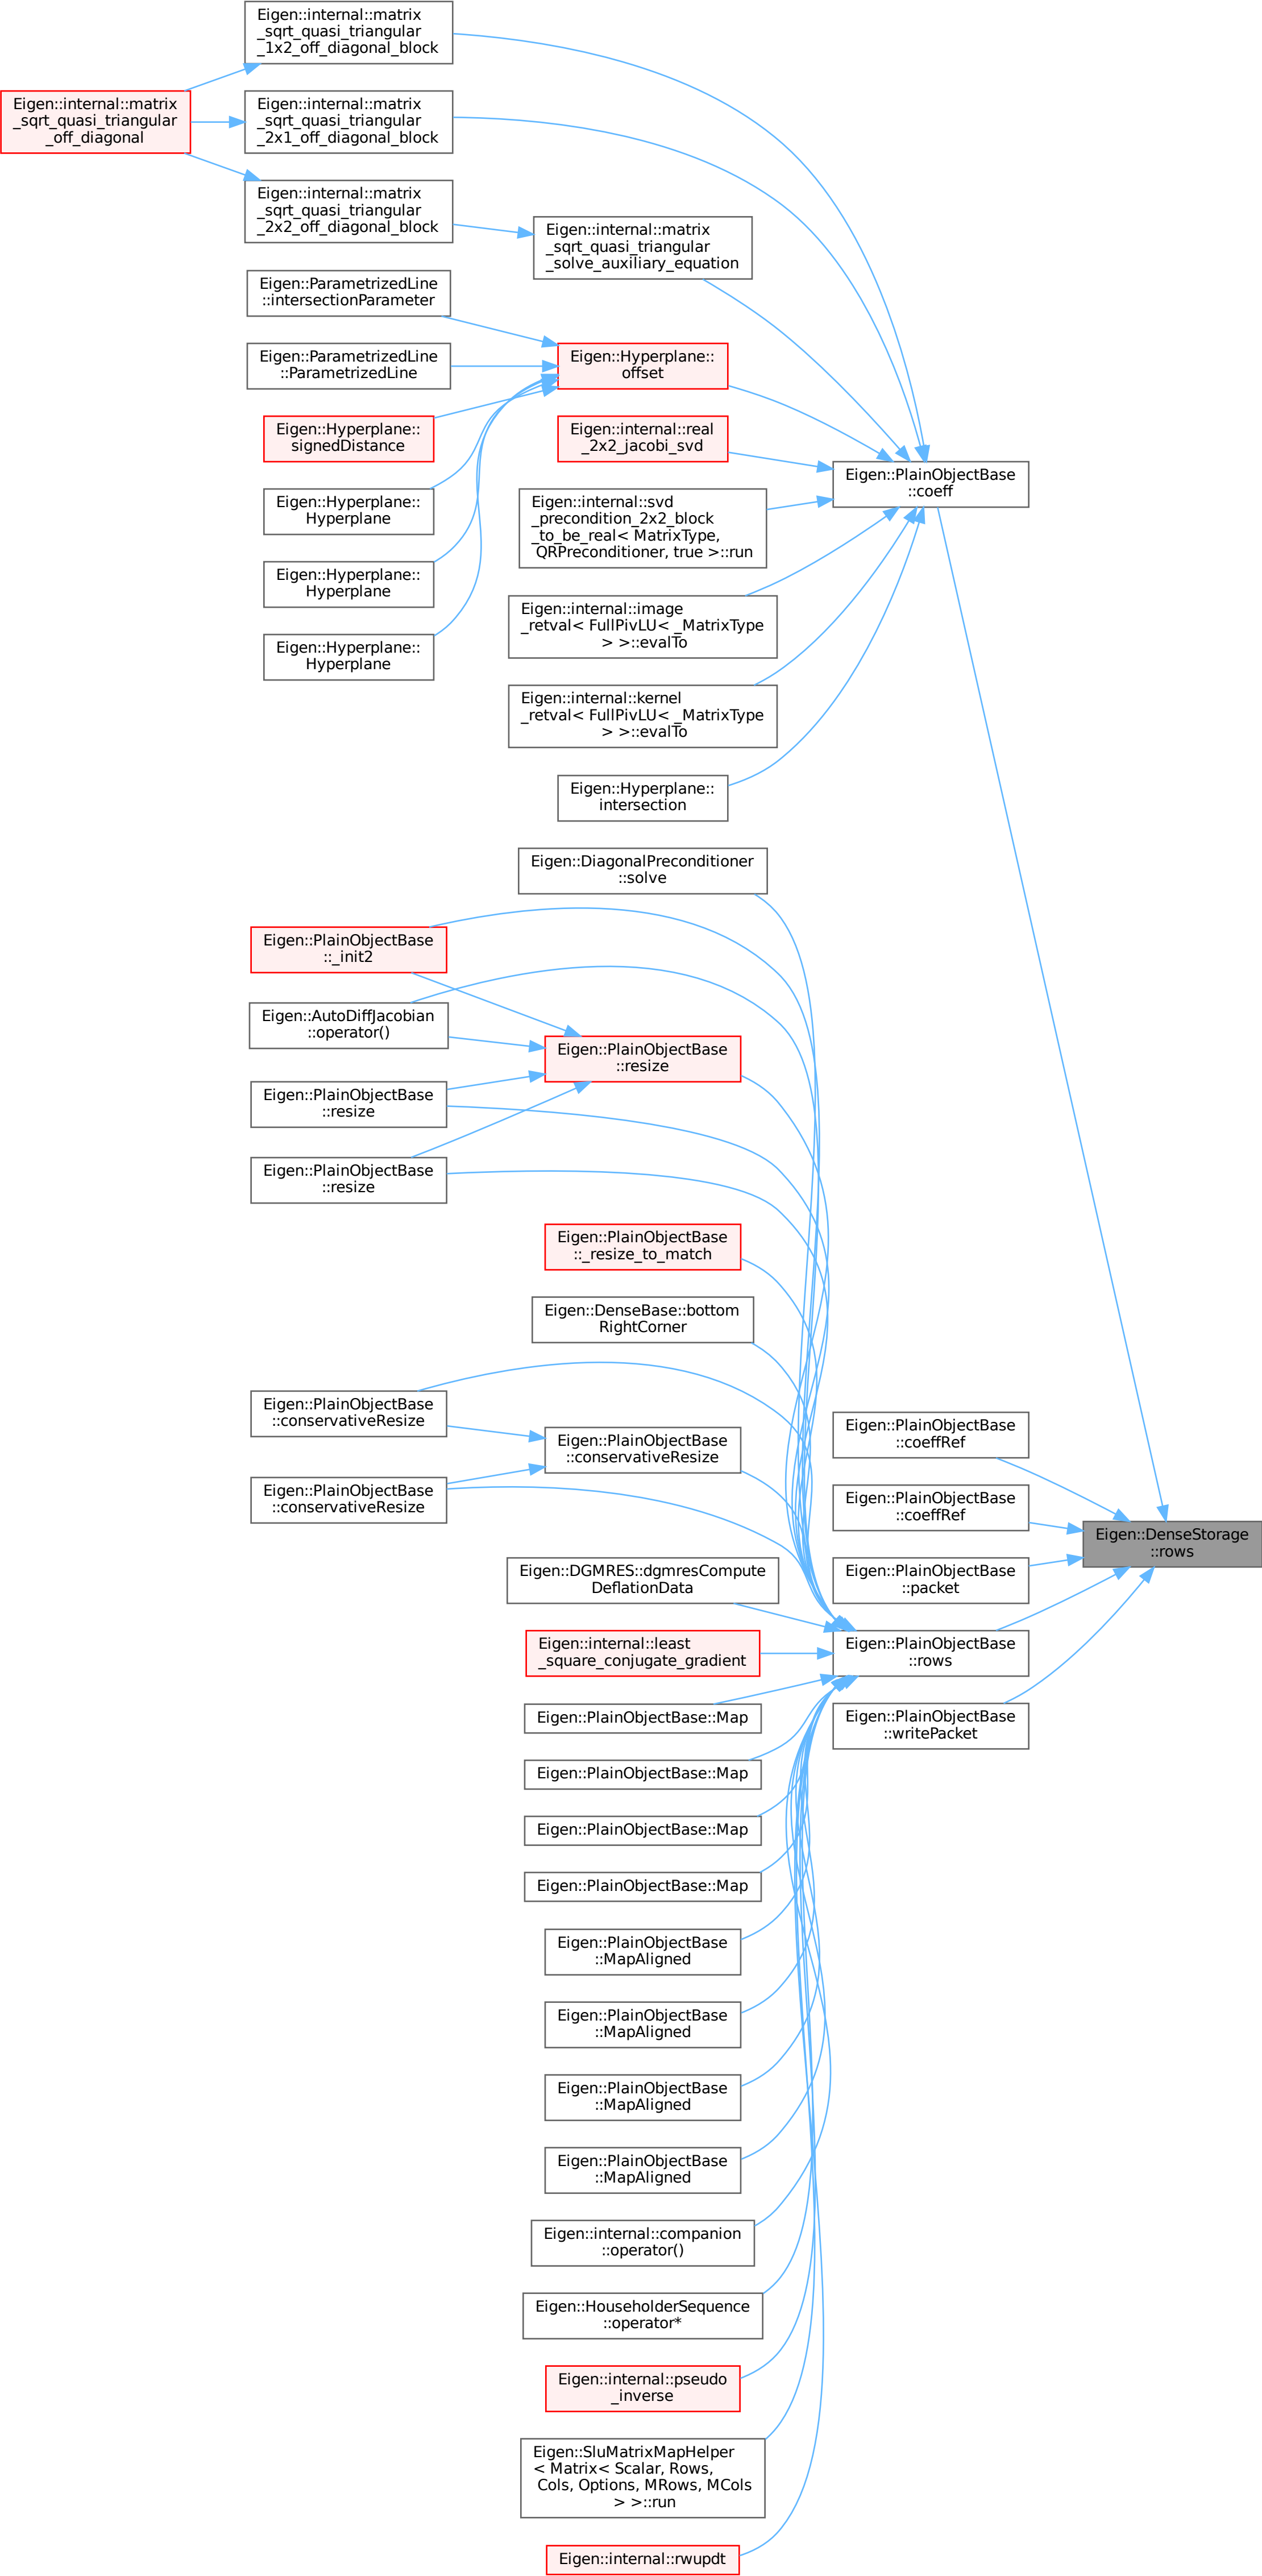 Eigen::internal::matrix
_sqrt_quasi_triangular
_1x2_off_diagonal_block
Eigen::internal::matrix
_sqrt_quasi_triangular
_off_diagonal
Eigen::internal::matrix
_sqrt_quasi_triangular
_2x1_off_diagonal_block
Eigen::internal::matrix
_sqrt_quasi_triangular
_2x2_off_diagonal_block
Eigen::internal::matrix
_sqrt_quasi_triangular
_solve_auxiliary_equation
Eigen::ParametrizedLine
::intersectionParameter
Eigen::ParametrizedLine
::ParametrizedLine
Eigen::Hyperplane::
offset
Eigen::Hyperplane::
signedDistance
Eigen::internal::real
_2x2_jacobi_svd
Eigen::PlainObjectBase
::coeff
Eigen::Hyperplane::
Hyperplane
Eigen::internal::svd
_precondition_2x2_block
_to_be_real< MatrixType,
QRPreconditioner, true >::run
Eigen::Hyperplane::
Hyperplane
Eigen::internal::image
_retval< FullPivLU< _MatrixType
> >::evalTo
Eigen::Hyperplane::
Hyperplane
Eigen::internal::kernel
_retval< FullPivLU< _MatrixType
> >::evalTo
Eigen::Hyperplane::
intersection
Eigen::DiagonalPreconditioner
::solve
Eigen::PlainObjectBase
::_init2
Eigen::AutoDiffJacobian
::operator()
Eigen::PlainObjectBase
::resize
Eigen::PlainObjectBase
::resize
Eigen::PlainObjectBase
::resize
Eigen::PlainObjectBase
::_resize_to_match
Eigen::DenseBase::bottom
RightCorner
Eigen::PlainObjectBase
::conservativeResize
Eigen::PlainObjectBase
::conservativeResize
Eigen::PlainObjectBase
::conservativeResize
Eigen::PlainObjectBase
::coeffRef
Eigen::PlainObjectBase
::coeffRef
Eigen::DenseStorage
::rows
Eigen::PlainObjectBase
::packet
Eigen::DGMRES::dgmresCompute
DeflationData
Eigen::internal::least
_square_conjugate_gradient
Eigen::PlainObjectBase
::rows
Eigen::PlainObjectBase
::writePacket
Eigen::PlainObjectBase::Map
Eigen::PlainObjectBase::Map
Eigen::PlainObjectBase::Map
Eigen::PlainObjectBase::Map
Eigen::PlainObjectBase
::MapAligned
Eigen::PlainObjectBase
::MapAligned
Eigen::PlainObjectBase
::MapAligned
Eigen::PlainObjectBase
::MapAligned
Eigen::internal::companion
::operator()
Eigen::HouseholderSequence
::operator*
Eigen::internal::pseudo
_inverse
Eigen::SluMatrixMapHelper
< Matrix< Scalar, Rows,
Cols, Options, MRows, MCols
> >::run
Eigen::internal::rwupdt